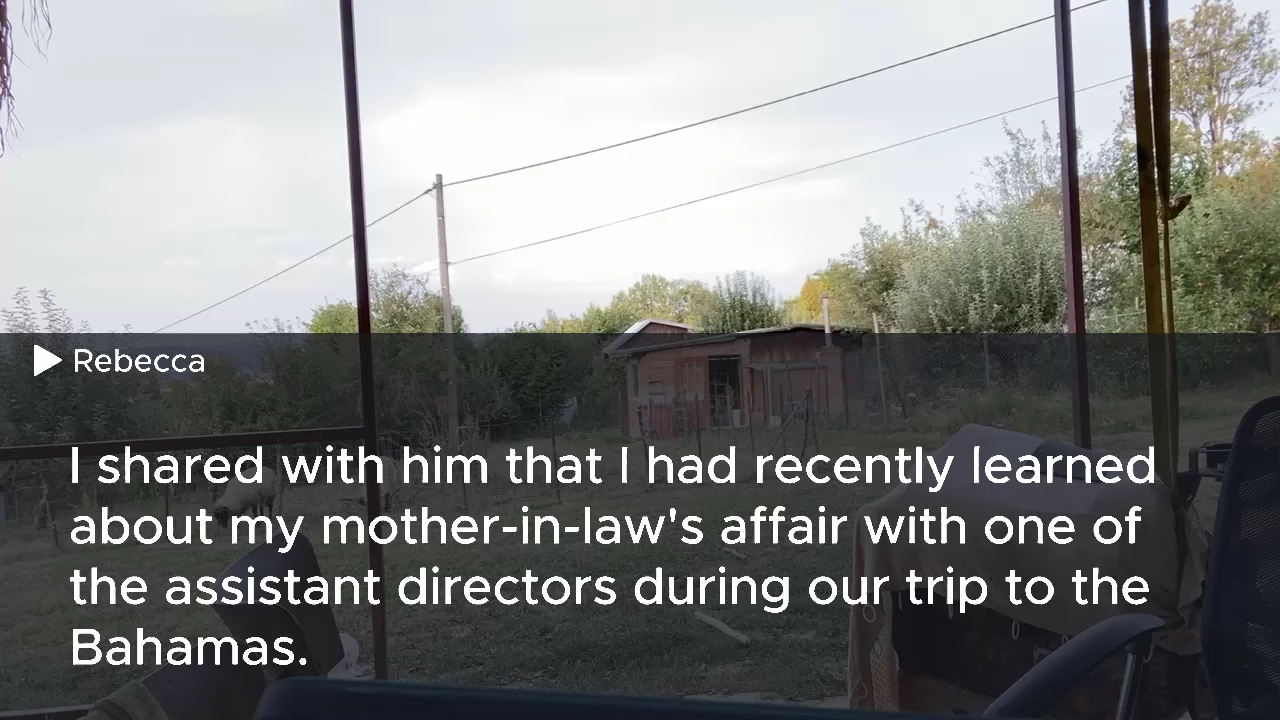 Rebecca
I shared with him that I had recently learned
about my mother-in-law's affair with one of
the assistant directors during our trip to the
Bahamas.